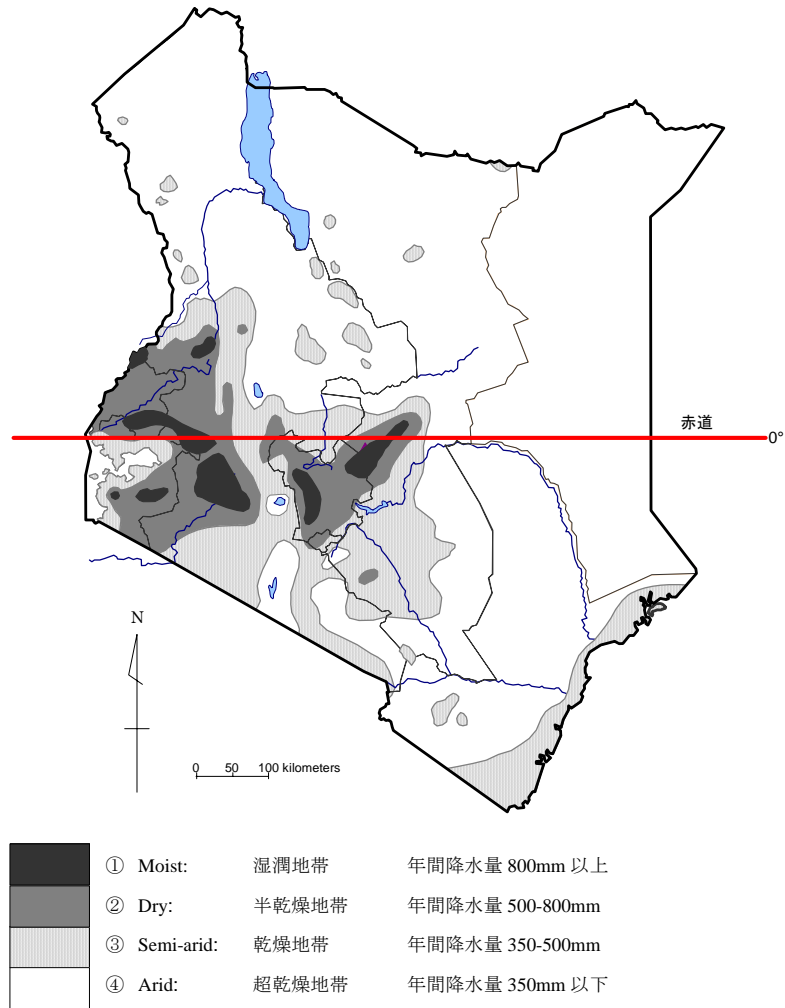 赤道
0°
N
0 50 100 kilometers
① Moist: 湿潤地帯 年間降水量 800mm 以上
② Dry: 半乾燥地帯 年間降水量 500-800mm
③ Semi-arid: 乾燥地帯 年間降水量 350-500mm
④ Arid: 超乾燥地帯 年間降水量 350mm 以下